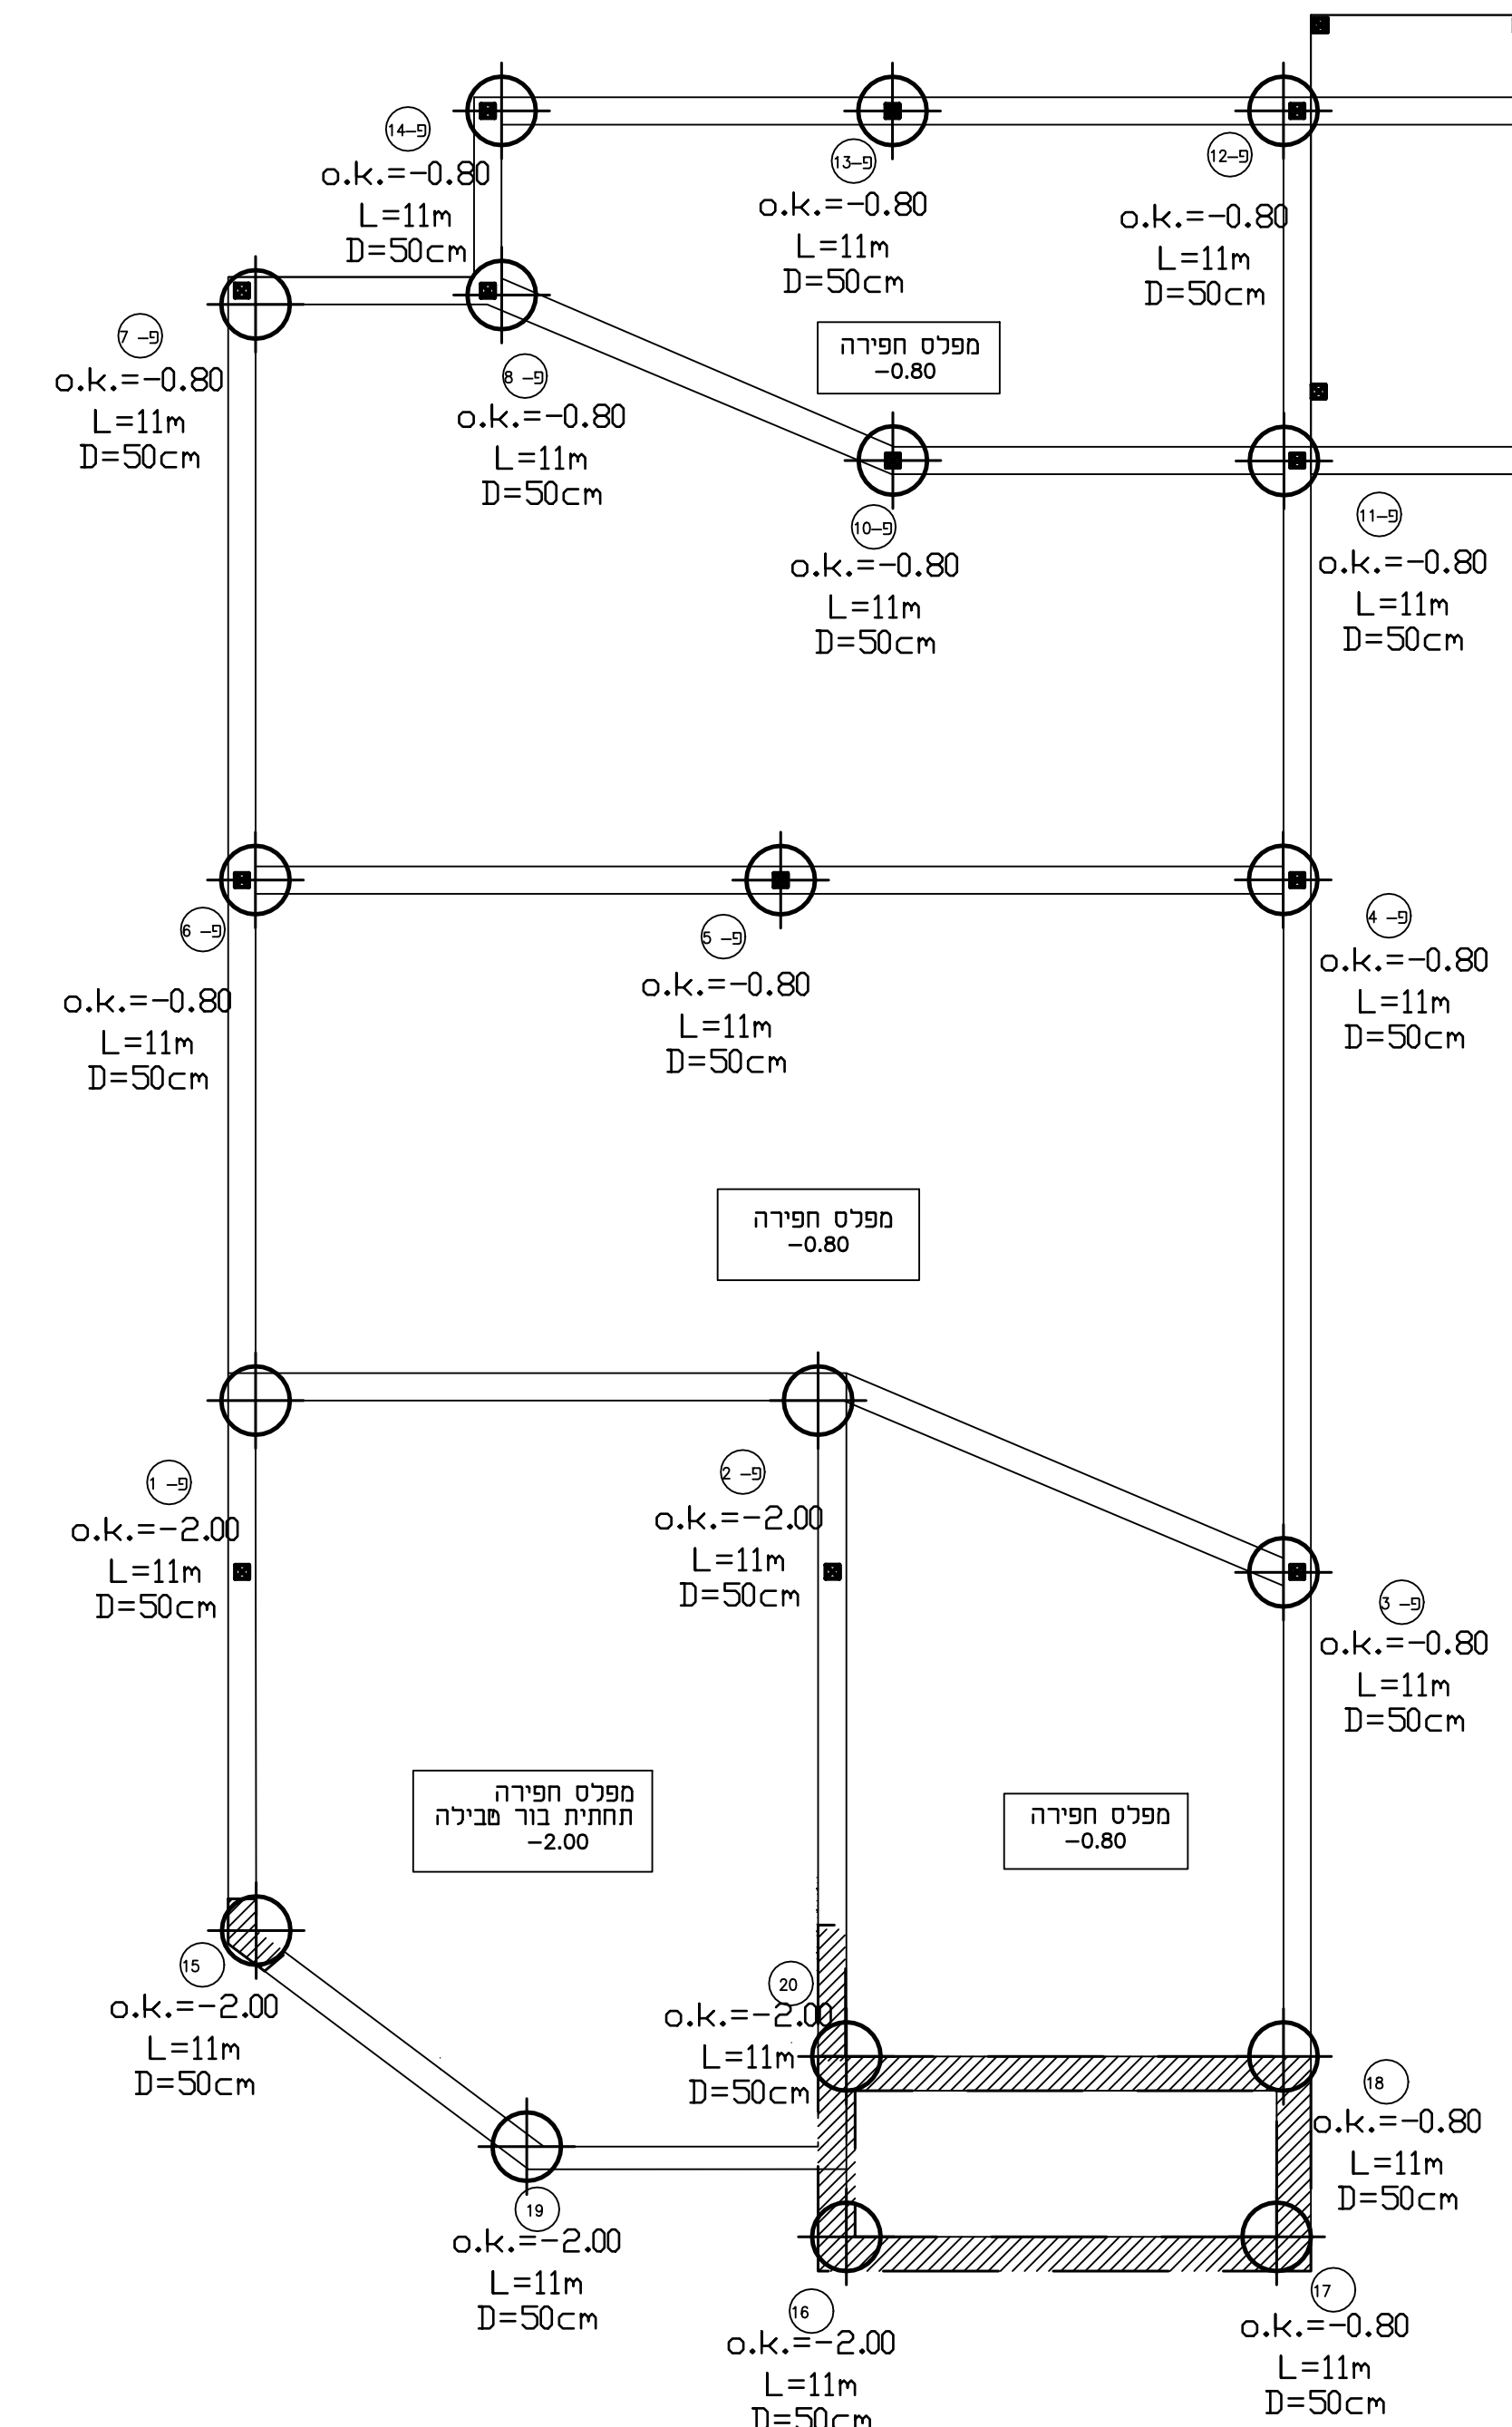 פ-14
o.k.=-0.80
L=11m
D=50cm
פ-13
o.k.=-0.80
L=11m
D=50cm
פ-12
o.k.=-0.80
L=11m
D=50cm
פ- 7
o.k.=-0.80
L=11m
D=50cm
פ- 8
o.k.=-0.80
L=11m
D=50cm
מפלס חפירה
-0.80
פ-10
o.k.=-0.80
L=11m
D=50cm
פ-11
o.k.=-0.80
L=11m
D=50cm
פ- 6
o.k.=-0.80
L=11m
D=50cm
פ- 5
o.k.=-0.80
L=11m
D=50cm
פ- 4
o.k.=-0.80
L=11m
D=50cm
מפלס חפירה
-0.80
פ- 1
o.k.=-2.00
L=11m
D=50cm
פ- 2
o.k.=-2.00
L=11m
D=50cm
פ- 3
o.k.=-0.80
L=11m
D=50cm
מפלס חפירה
תחתית בור טבילה
-2.00
מפלס חפירה
-0.80
15
o.k.=-2.00
L=11m
D=50cm
20
o.k.=-2.00
L=11m
D=50cm
18
o.k.=-0.80
L=11m
D=50cm
19
o.k.=-2.00
L=11m
D=50cm
16
o.k.=-2.00
L=11m
D=50cm
17
o.k.=-0.80
L=11m
D=50cm